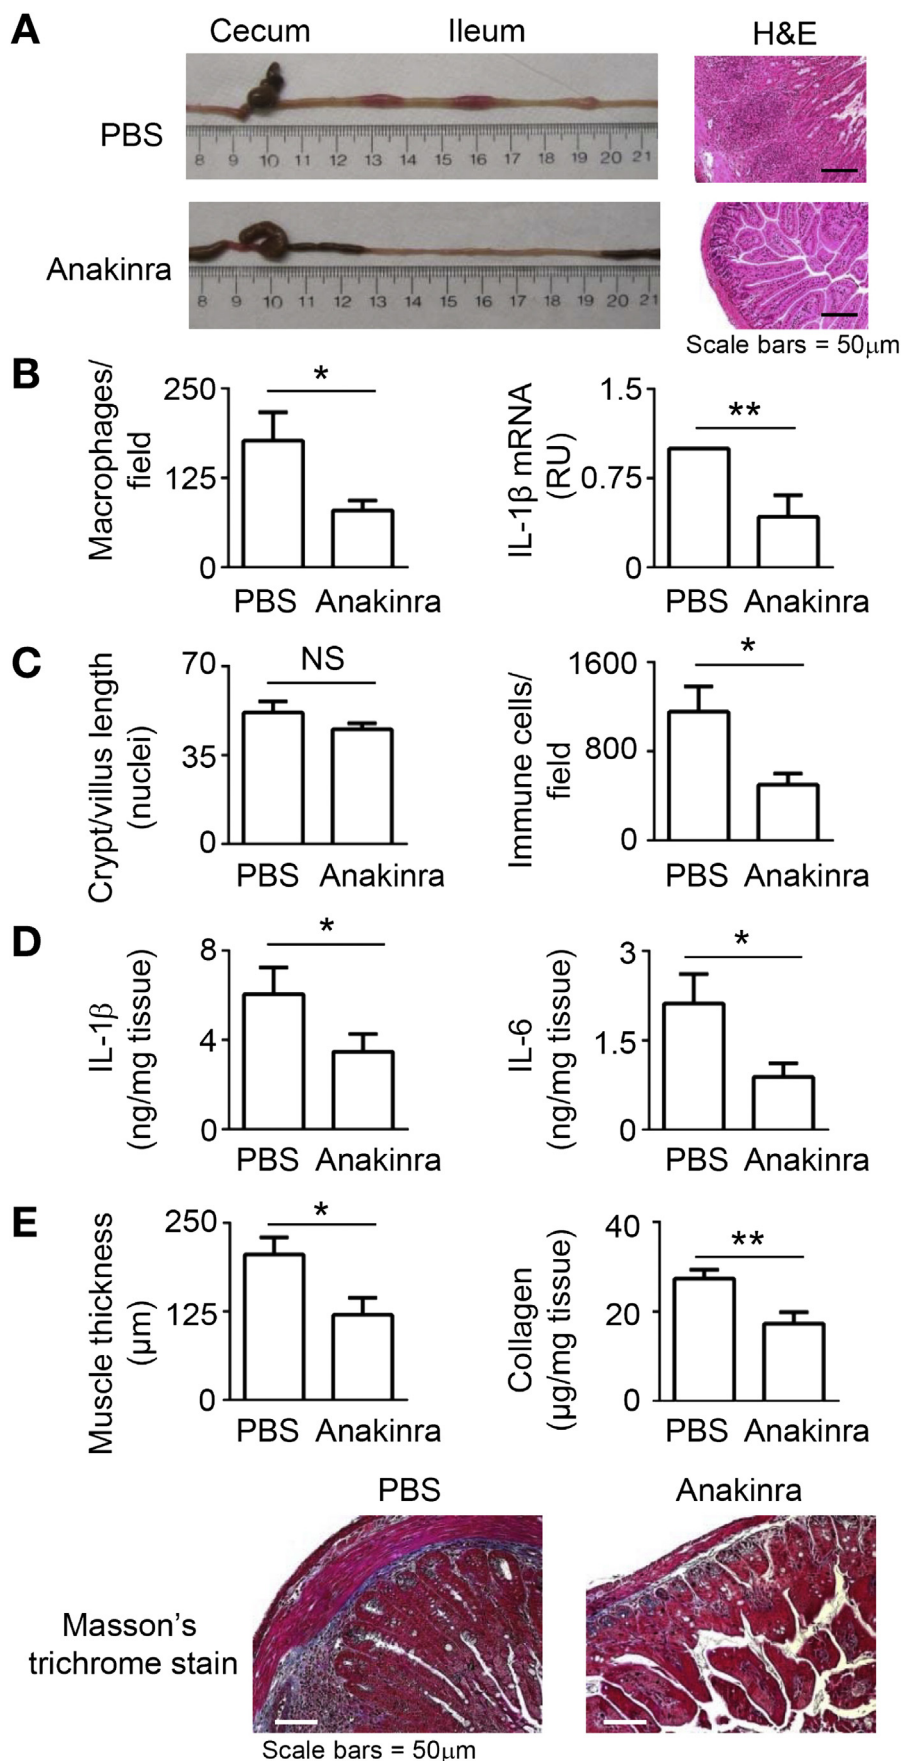 A
Cecum Ileum H&E
PBS
8 9 10 11 12 13 14 15 16 17 18 19 20 21
Anakinra
8 9 10 11 12 13 14 15 16 17 18 19 20 21
Scale bars = 50μm
B
Macrophages/
field
250
125
0
*
PBS Anakinra
IL-1β mRNA
(RU)
1.5
0.75
0
**
PBS Anakinra
C
Crypt/villus length
(nuclei)
70
35
0
NS
PBS Anakinra
Immune cells/
field
1600
800
0
*
PBS Anakinra
D
IL-1β
(ng/mg tissue)
8
4
0
*
PBS Anakinra
IL-6
(ng/mg tissue)
3
1.5
0
*
PBS Anakinra
E
Muscle thickness
(μm)
250
125
0
*
PBS Anakinra
Collagen
(μg/mg tissue)
40
20
0
**
PBS Anakinra
PBS Anakinra
Masson's
trichrome stain
Scale bars = 50μm